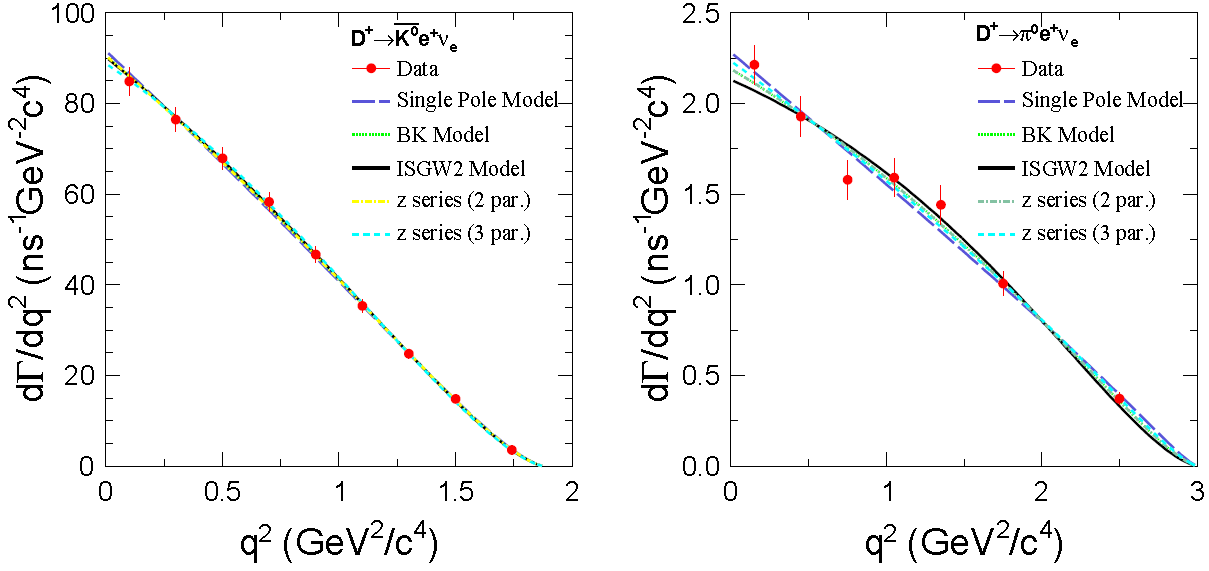 D⁺→K̅⁰e⁺νₑ
Data
Single Pole Model
BK Model
ISGW2 Model
z series (2 par.)
z series (3 par.)
dΓ/dq² (ns⁻¹GeV⁻²c⁴)
100
80
60
40
20
0
0
0.5
1
1.5
2
q² (GeV²/c⁴)
D⁺→π⁰e⁺νₑ
Data
Single Pole Model
BK Model
ISGW2 Model
z series (2 par.)
z series (3 par.)
dΓ/dq² (ns⁻¹GeV⁻²c⁴)
2.5
2.0
1.5
1.0
0.5
0.0
0
1
2
3
q² (GeV²/c⁴)